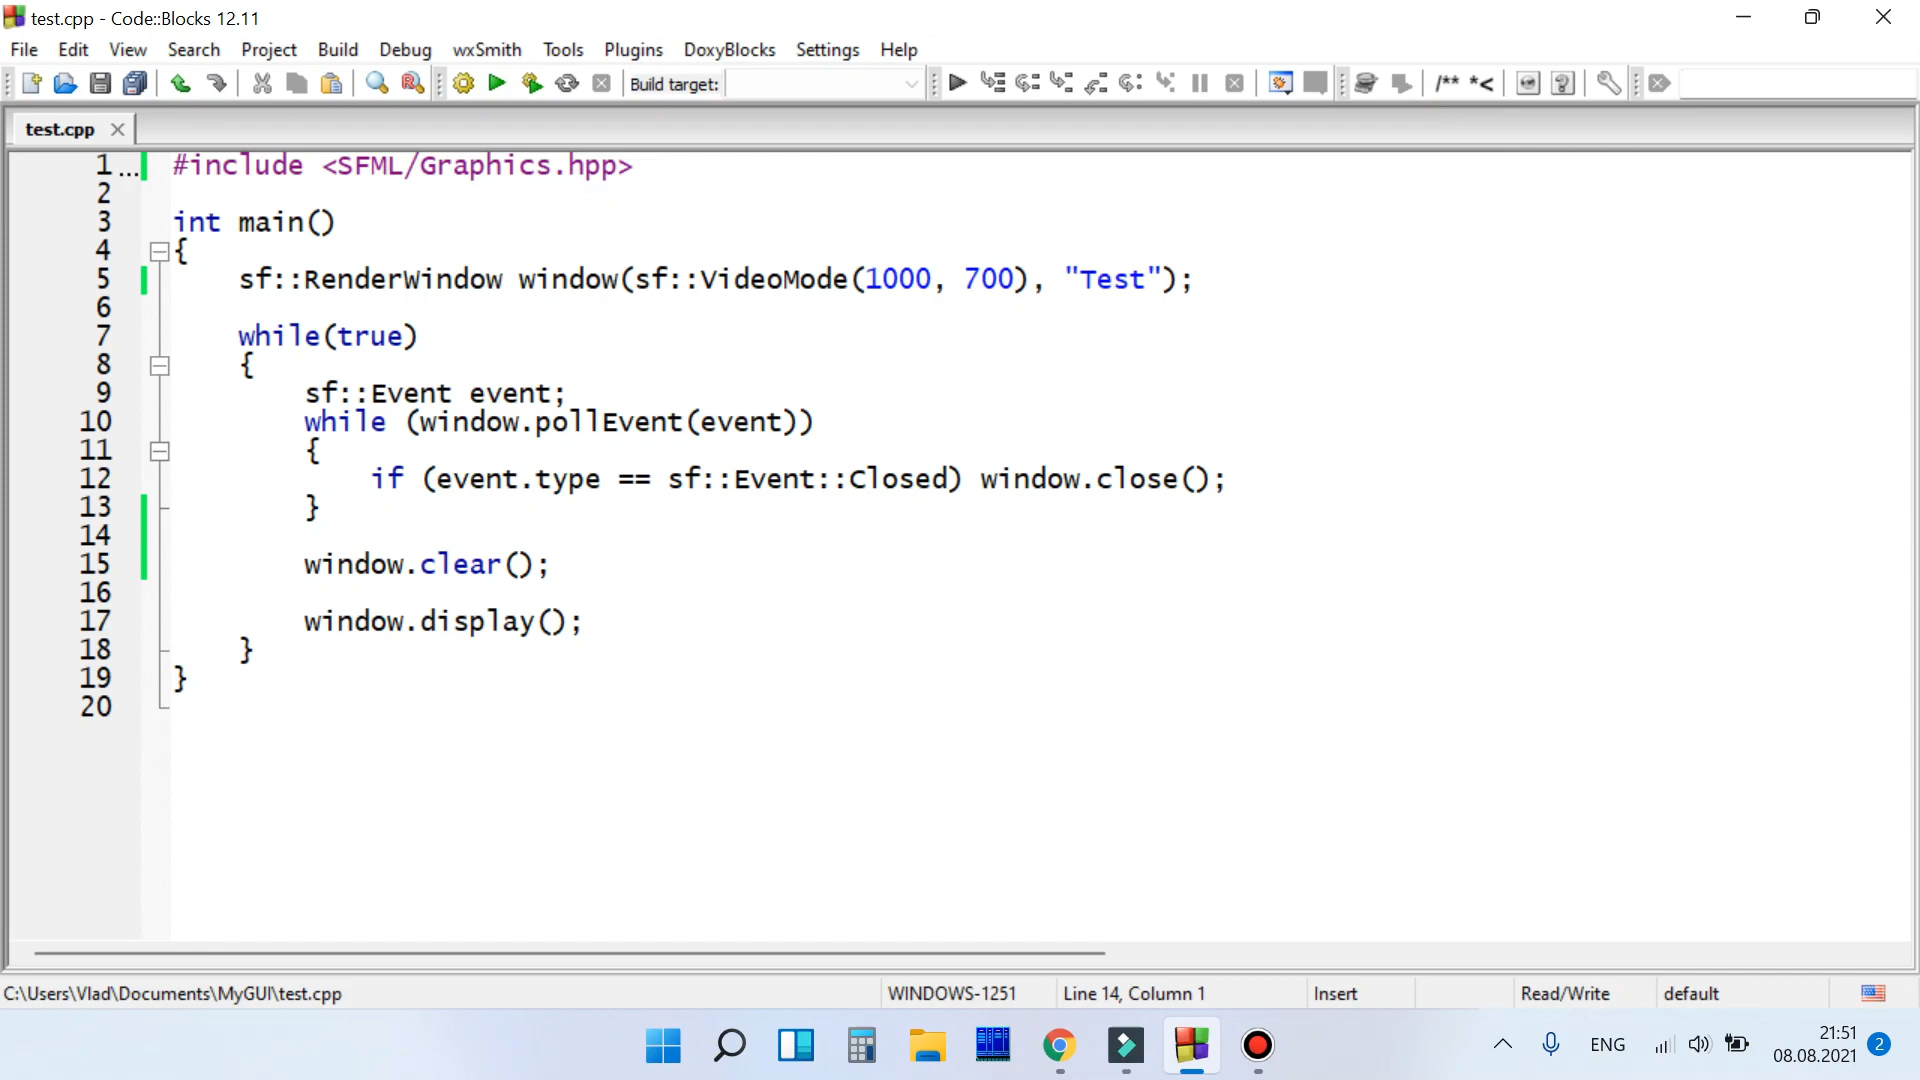 test.cpp - Code::Blocks 12.11
File Edit View Search Project Build Debug wxSmith Tools Plugins DoxyBlocks Settings Help
Build target: /** *<
test.cpp
1... #include <SFML/Graphics.hpp>
2
3 int main()
4 {
5 sf::RenderWindow window(sf::VideoMode(1000, 700), "Test");
6
7 while(true)
8 {
9 sf::Event event;
10 while (window.pollEvent(event))
11 {
12 if (event.type == sf::Event::Closed) window.close();
13 }
14
15 window.clear();
16
17 window.display();
18 }
19 }
20
C:\Users\Vlad\Documents\MyGUI\test.cpp WINDOWS-1251 Line 14, Column 1 Insert Read/Write default
ENG 21:51 2
08.08.2021